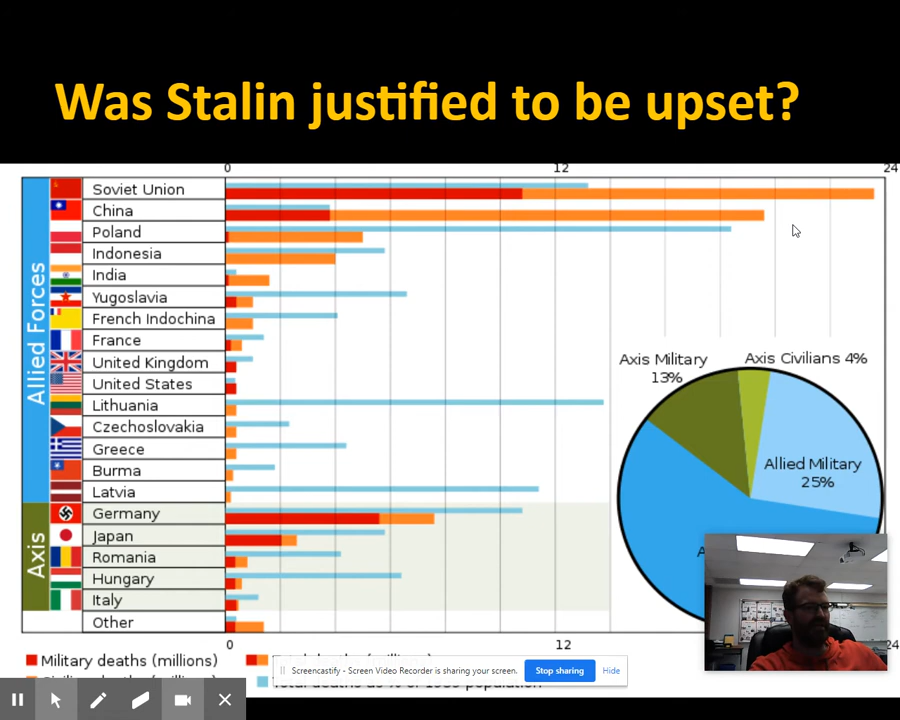 Was Stalin justified to be upset?
0 12 24
Allied Forces
Soviet Union
China
Poland
Indonesia
India
Yugoslavia
French Indochina
France
United Kingdom
United States
Lithuania
Czechoslovakia
Greece
Burma
Latvia
Axis
Germany
Japan
Romania
Hungary
Italy
Other
Axis Military
13%
Axis Civilians 4%
Allied Military
25%
0 12 24
Military deaths (millions)
Screencastify - Screen Video Recorder is sharing your screen.
Stop sharing
Hide
population